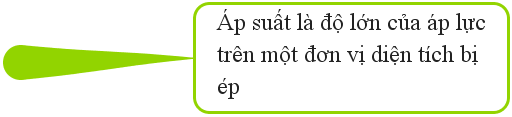 Áp suất là độ lớn của áp lực
trên một đơn vị diện tích bị
ép